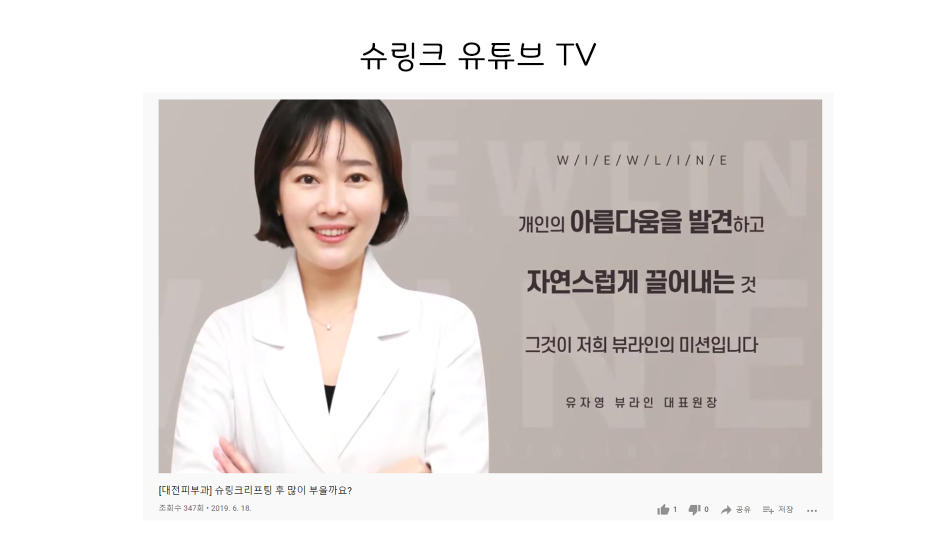 슈링크 유튜브 TV
W/I/E/W/L/I/N/E
개인의 아름다움을 발견하고
자연스럽게 끌어내는 것
그것이 저희 뷰라인의 미션입니다
유자영 뷰라인 대표원장
[대전피부과] 슈링크리프팅 후 많이 부을까요?
조회수 347회 • 2019. 6. 18.
1 0 공유 저장